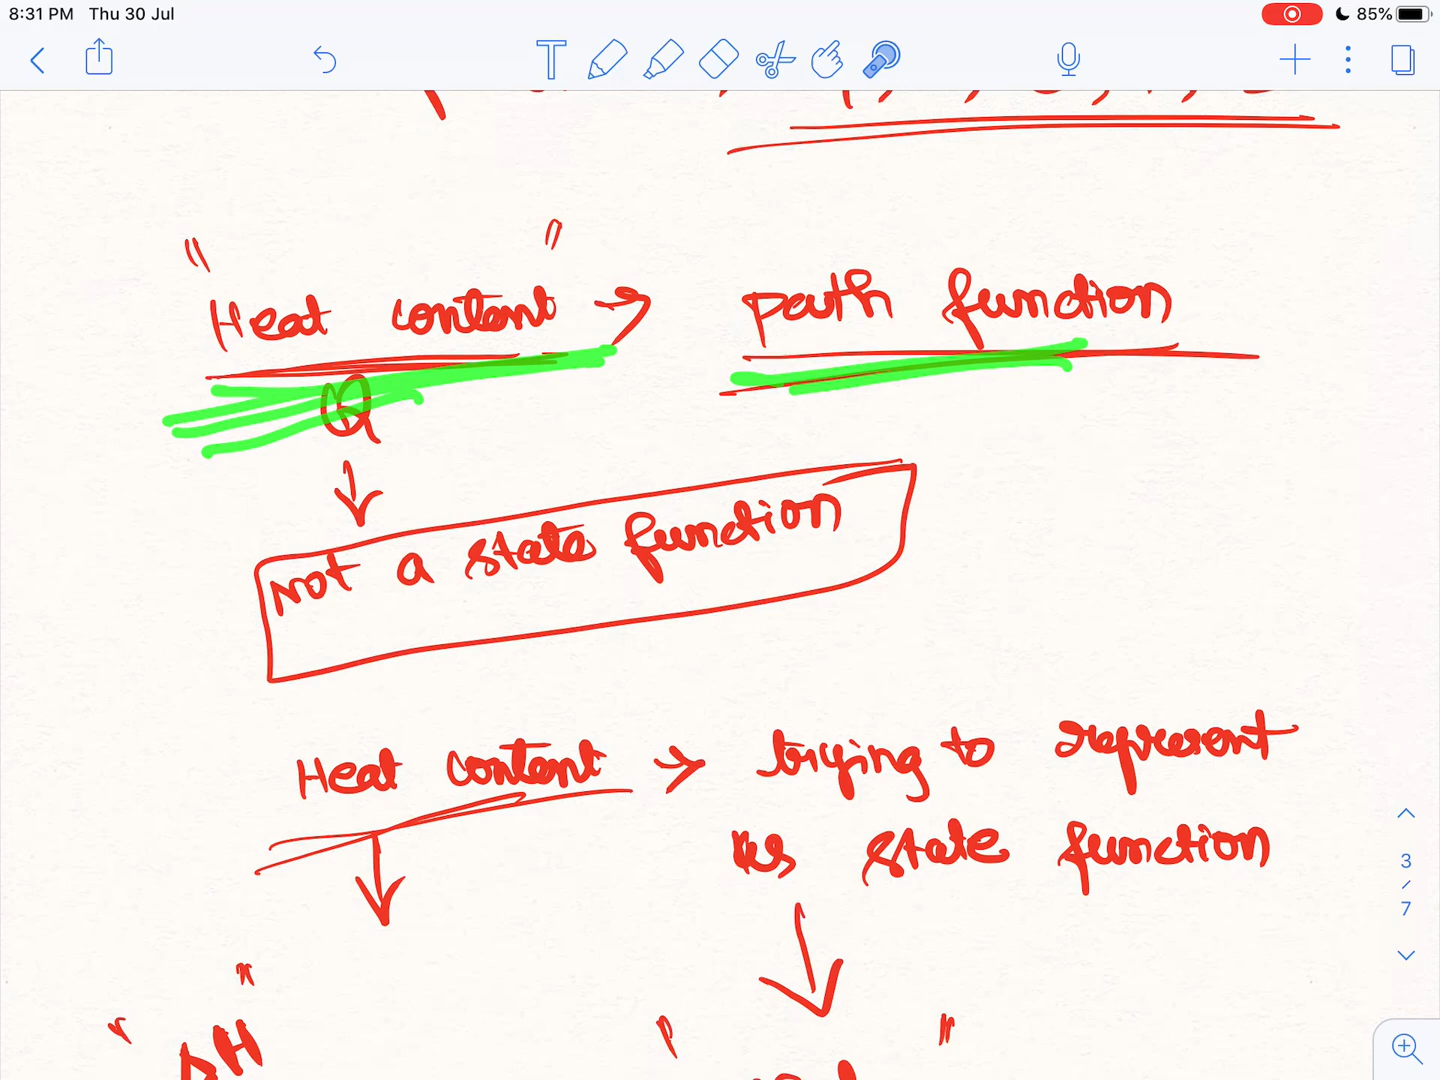 8:31 PM Thu 30 Jul
85%
T
"Heat content" → path function
Q
↓
not a state function
Heat content → trying to represent
as state function
3
/
7
"ΔH"